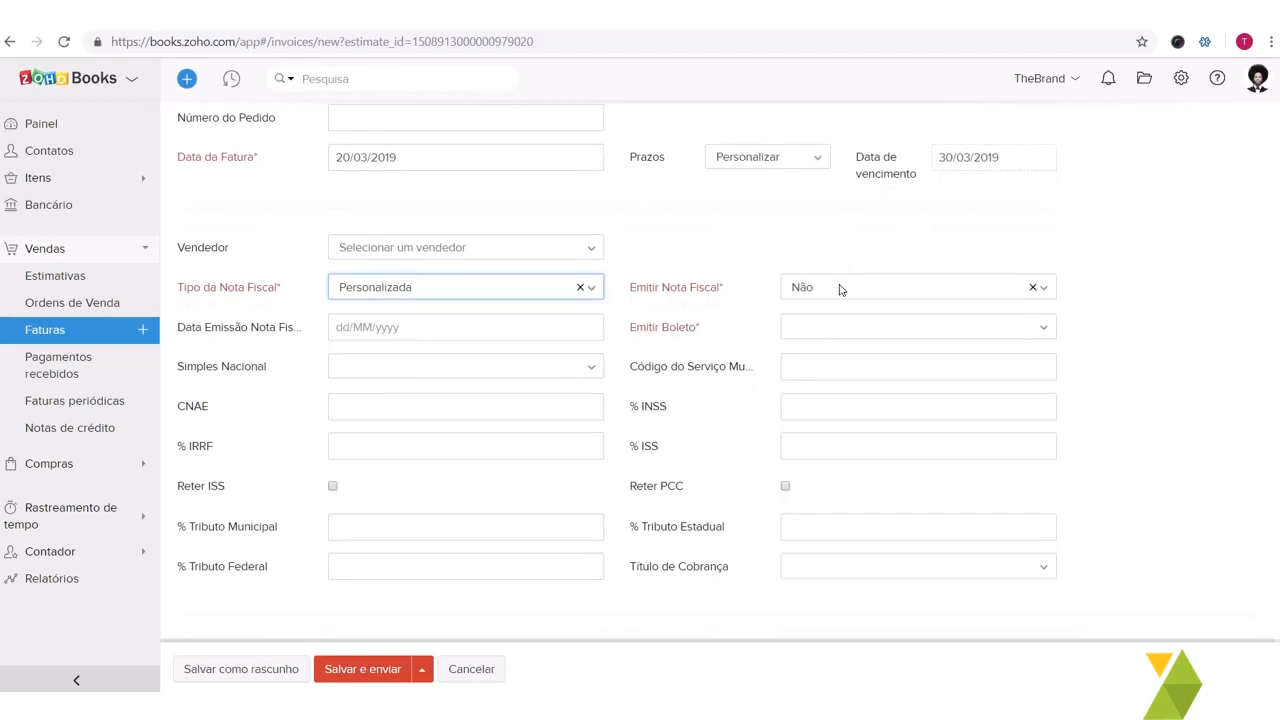 https://books.zoho.com/app#/invoices/new?estimate_id=1508913000000979020
T
ZOHO Books
Pesquisa
TheBrand
Painel
Contatos
Itens
Bancário
Vendas
Estimativas
Ordens de Venda
Faturas
Pagamentos
recebidos
Faturas periódicas
Notas de crédito
Compras
Rastreamento de
tempo
Contador
Relatórios
Número do Pedido
Data da Fatura*
20/03/2019
Prazos
Personalizar
Data de
vencimento
30/03/2019
Vendedor
Selecionar um vendedor
Tipo da Nota Fiscal*
Personalizada
Emitir Nota Fiscal*
Não
Data Emissão Nota Fis...
dd/MM/yyyy
Emitir Boleto*
Simples Nacional
Código do Serviço Mu...
CNAE
% INSS
% IRRF
% ISS
Reter ISS
Reter PCC
% Tributo Municipal
% Tributo Estadual
% Tributo Federal
Título de Cobrança
Salvar como rascunho
Salvar e enviar
Cancelar